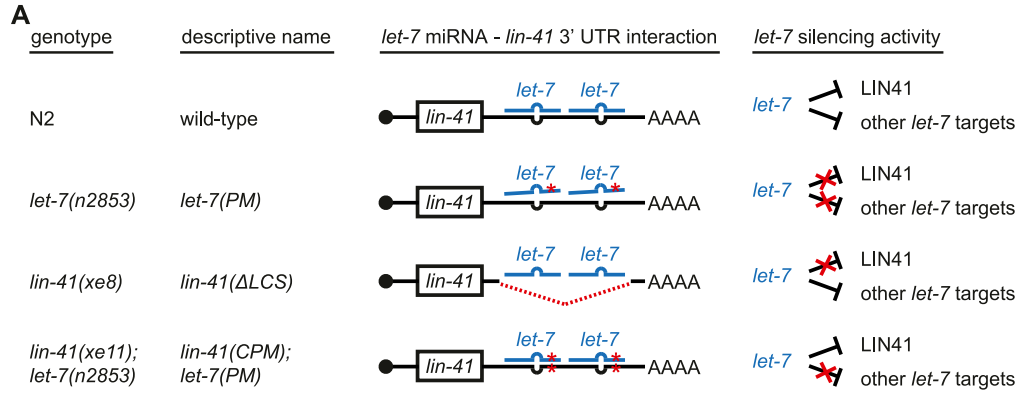 A
genotype descriptive name let-7 miRNA - lin-41 3' UTR interaction let-7 silencing activity
N2 wild-type lin-41 let-7 let-7 AAAA let-7 LIN41
other let-7 targets
let-7(n2853) let-7(PM) lin-41 let-7 * let-7 * AAAA let-7 LIN41
other let-7 targets
lin-41(xe8) lin-41(ΔLCS) lin-41 let-7 let-7 AAAA let-7 LIN41
other let-7 targets
lin-41(xe11); lin-41(CPM); lin-41 let-7 * * let-7 * * AAAA let-7 LIN41
let-7(n2853) let-7(PM) other let-7 targets